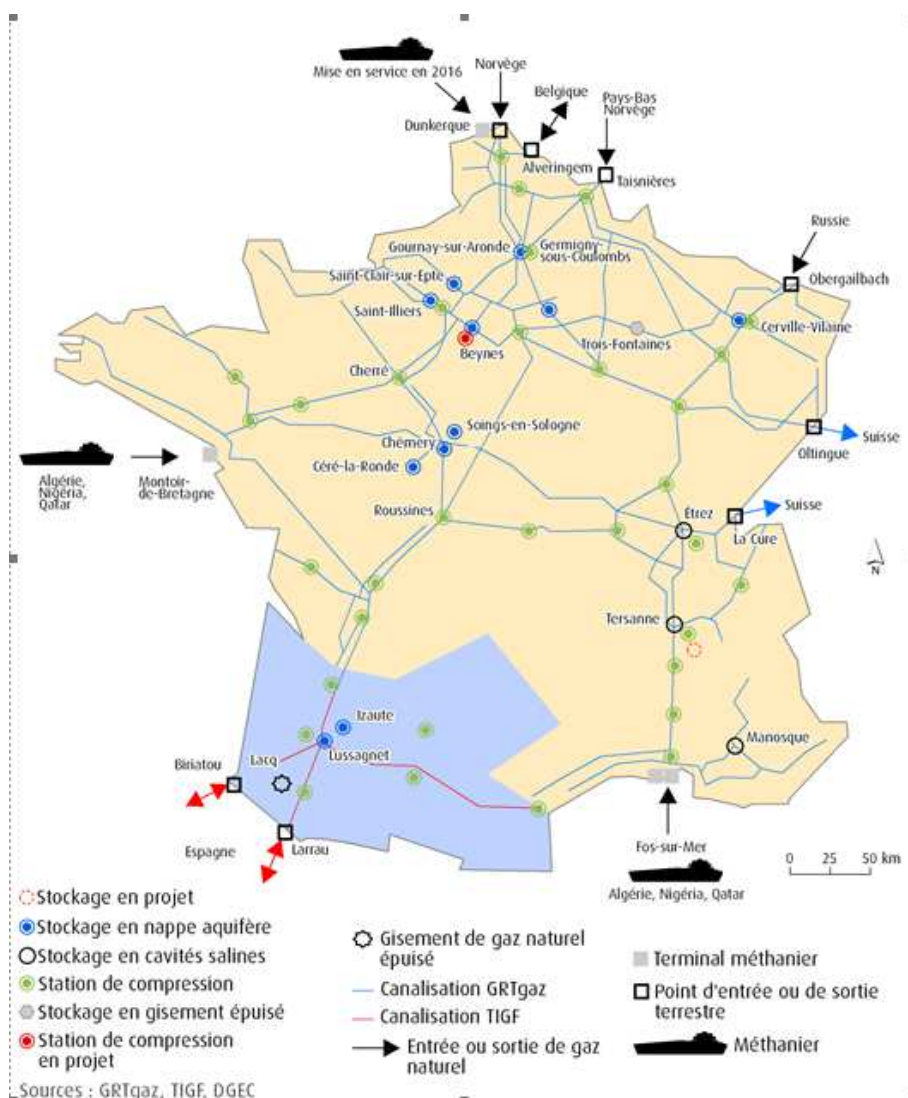 Mise en service en 2016
Norvège
Belgique
Pays-Bas
Norvège
Dunkerque
Alveringem
Taisnières
Russie
Gournay-sur-Aronde
Germigny-
sous-Coulombs
Obergailbach
Saint-Clair-sur-Epte
Saint-Illiers
Trois-Fontaines
Cerville-Vilaine
Beynes
Cherré
Soings-en-Sologne
Chémery
Suisse
Céré-la-Ronde
Oltingue
Algérie,
Nigéria,
Qatar
Montoir-
de-Bretagne
Roussines
Étrez
Suisse
La Cure
N
Tersanne
Izaute
Manosque
Lacq
Lussagnet
Biriatou
Espagne
Larrau
Fos-sur-Mer
0 25 50 km
Algérie, Nigéria, Qatar
Stockage en projet
Stockage en nappe aquifère
Stockage en cavités salines
Station de compression
Stockage en gisement épuisé
Station de compression
en projet
Gisement de gaz naturel
épuisé
Canalisation GRTgaz
Canalisation TIGF
Entrée ou sortie de gaz
naturel
Terminal méthanier
Point d'entrée ou de sortie
terrestre
Méthanier
Sources : GRTgaz, TIGF, DGEC